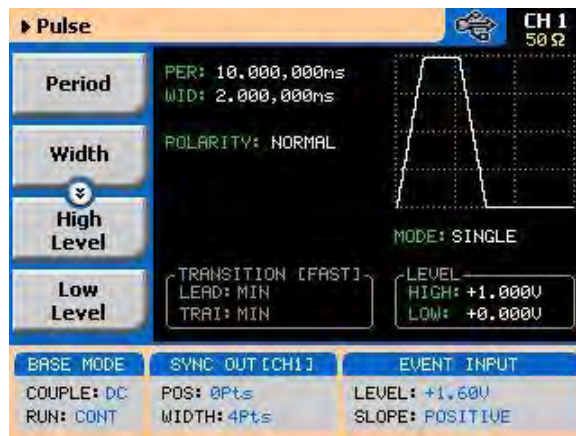 Pulse
CH 1
50 Ω
Period
Width
High
Level
Low
Level
PER: 10.000,000ms
WID: 2.000,000ms
POLARITY: NORMAL
MODE: SINGLE
TRANSITION [FAST]
LEAD: MIN
TRAI: MIN
LEVEL
HIGH: +1.000V
LOW: +0.000V
BASE MODE
COUPLE: DC
RUN: CONT
SYNC OUT [CH1]
POS: 0Pts
WIDTH: 4Pts
EVENT INPUT
LEVEL: +1.60V
SLOPE: POSITIVE